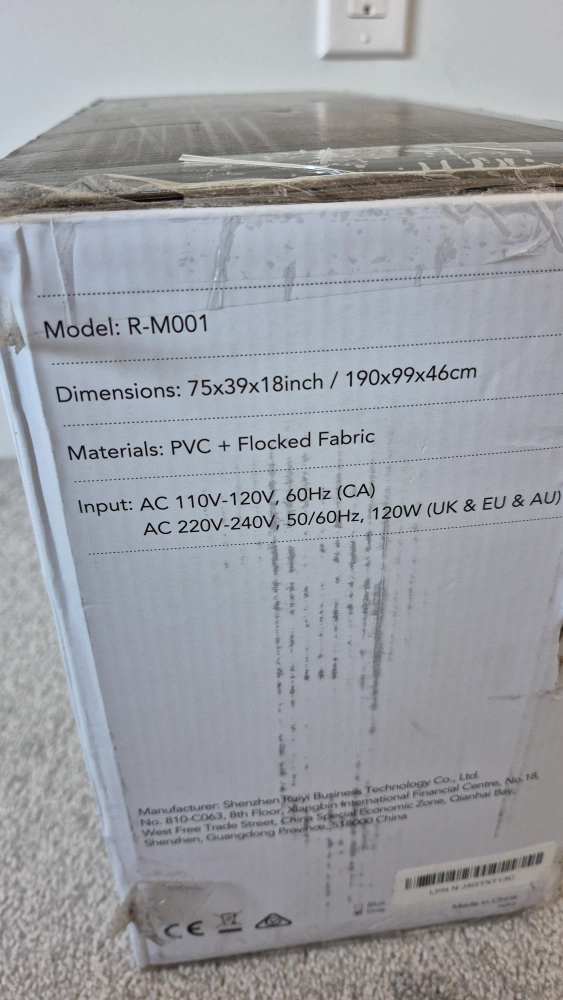 Model: R-M001
Dimensions: 75x39x18inch / 190x99x46cm
Materials: PVC + Flocked Fabric
Input: AC 110V-120V, 60Hz (CA)
AC 220V-240V, 50/60Hz, 120W (UK & EU & AU)
Manufacturer: Shenzhen Ruiyi Business Technology Co., Ltd.
No. 810-C063, 8th Floor, Xiangbin International Financial Centre, No. 18,
West Free Trade Street, China Special Economic Zone, Qianhai Bay,
Shenzhen, Guangdong Province, 518000 China
CE
Blue
Gray
Made in China